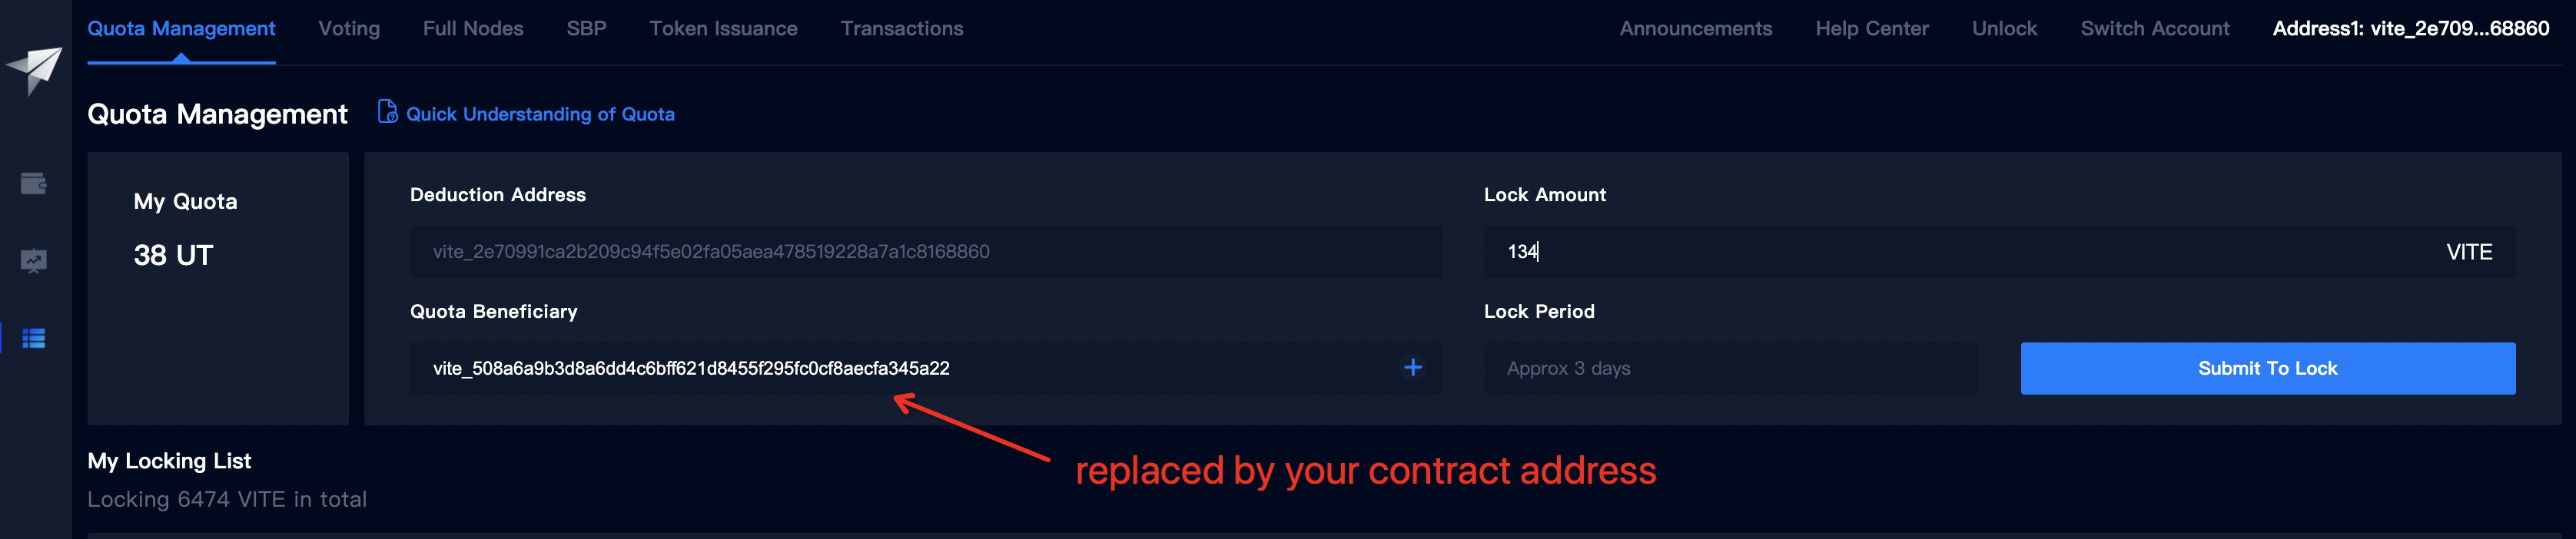 Quota Management Voting Full Nodes SBP Token Issuance Transactions Announcements Help Center Unlock Switch Account Address1: vite_2e709...68860
Quota Management Quick Understanding of Quota
My Quota
38 UT
Deduction Address
vite_2e70991ca2b209c94f5e02fa05aea478519228a7a1c8168860
Lock Amount
134 VITE
Quota Beneficiary
vite_508a6a9b3d8a6dd4c6bff621d8455f295fc0cf8aecfa345a22
Lock Period
Approx 3 days
Submit To Lock
replaced by your contract address
My Locking List
Locking 6474 VITE in total